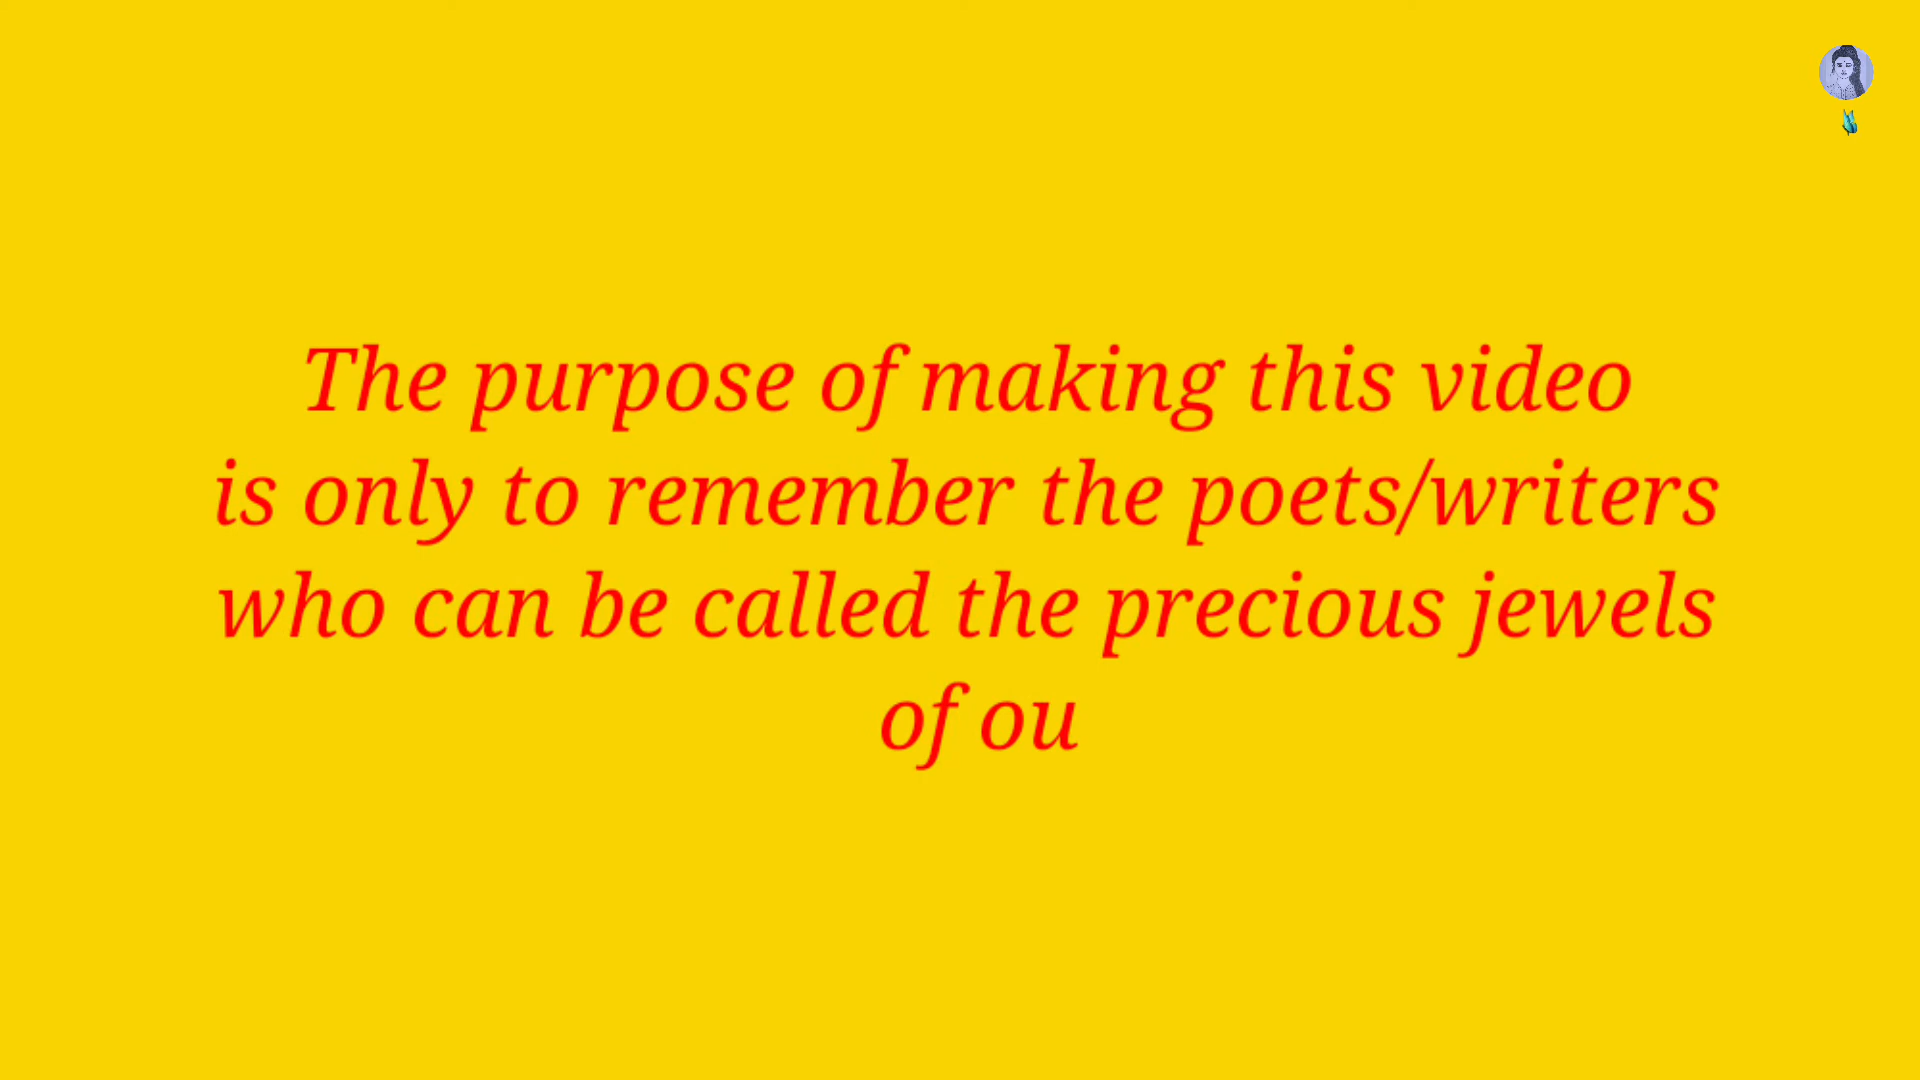 The purpose of making this video
is only to remember the poets/writers
who can be called the precious jewels
of ou